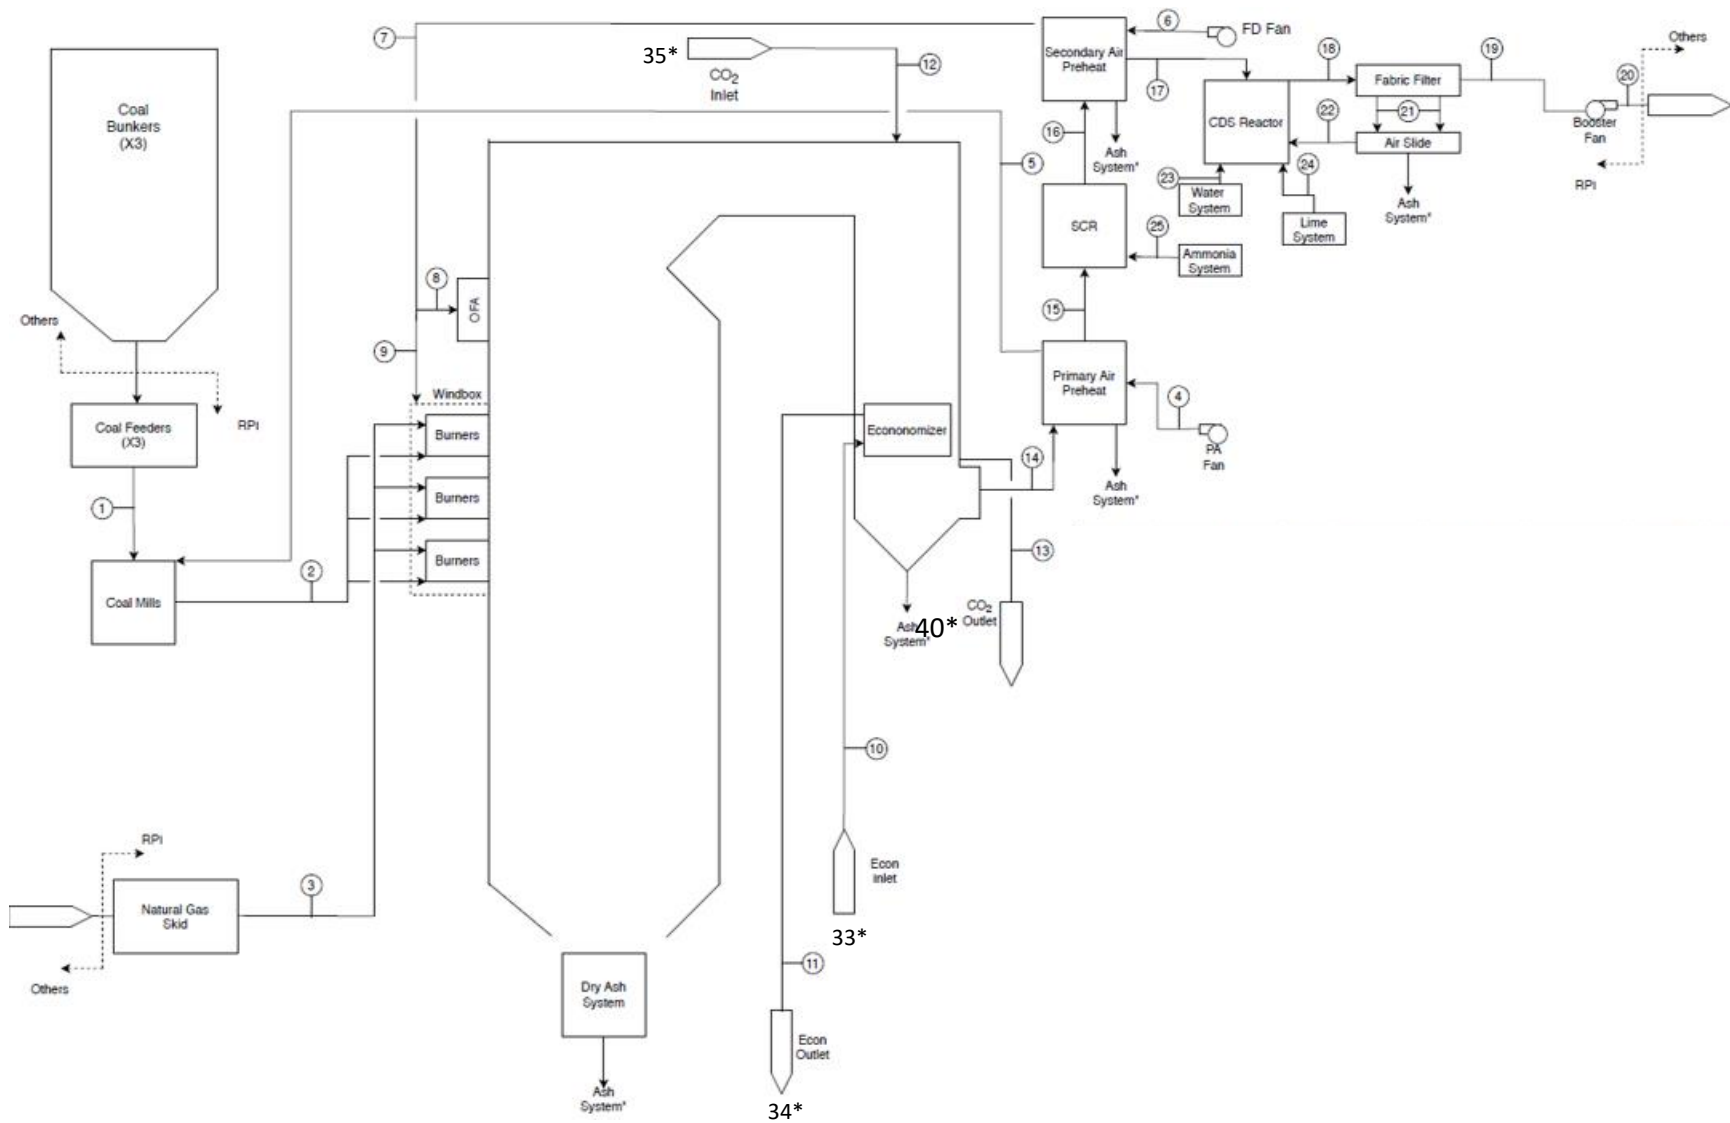 7
35*
CO2
Inlet
12
Secondary Air
Preheat
6
FD Fan
17
18
Fabric Filter
19
20
Others
Coal
Bunkers
(X3)
CDS Reactor
22
21
Air Slide
Booster
Fan
RPI
16
Ash
System*
5
23
Water
System
24
Lime
System
Ash
System*
SCR
25
Ammonia
System
8
OFA
15
Others
9
Windbox
Primary Air
Preheat
4
PA
Fan
Coal Feeders
(X3)
RPI
Burners
Econonomizer
14
Ash
System*
Burners
1
Burners
13
2
Coal Mills
CO2
Outlet
Ash
System*
40*
10
RPI
Econ
Inlet
3
Natural Gas
Skid
33*
11
Others
Dry Ash
System
Econ
Outlet
Ash
System*
34*